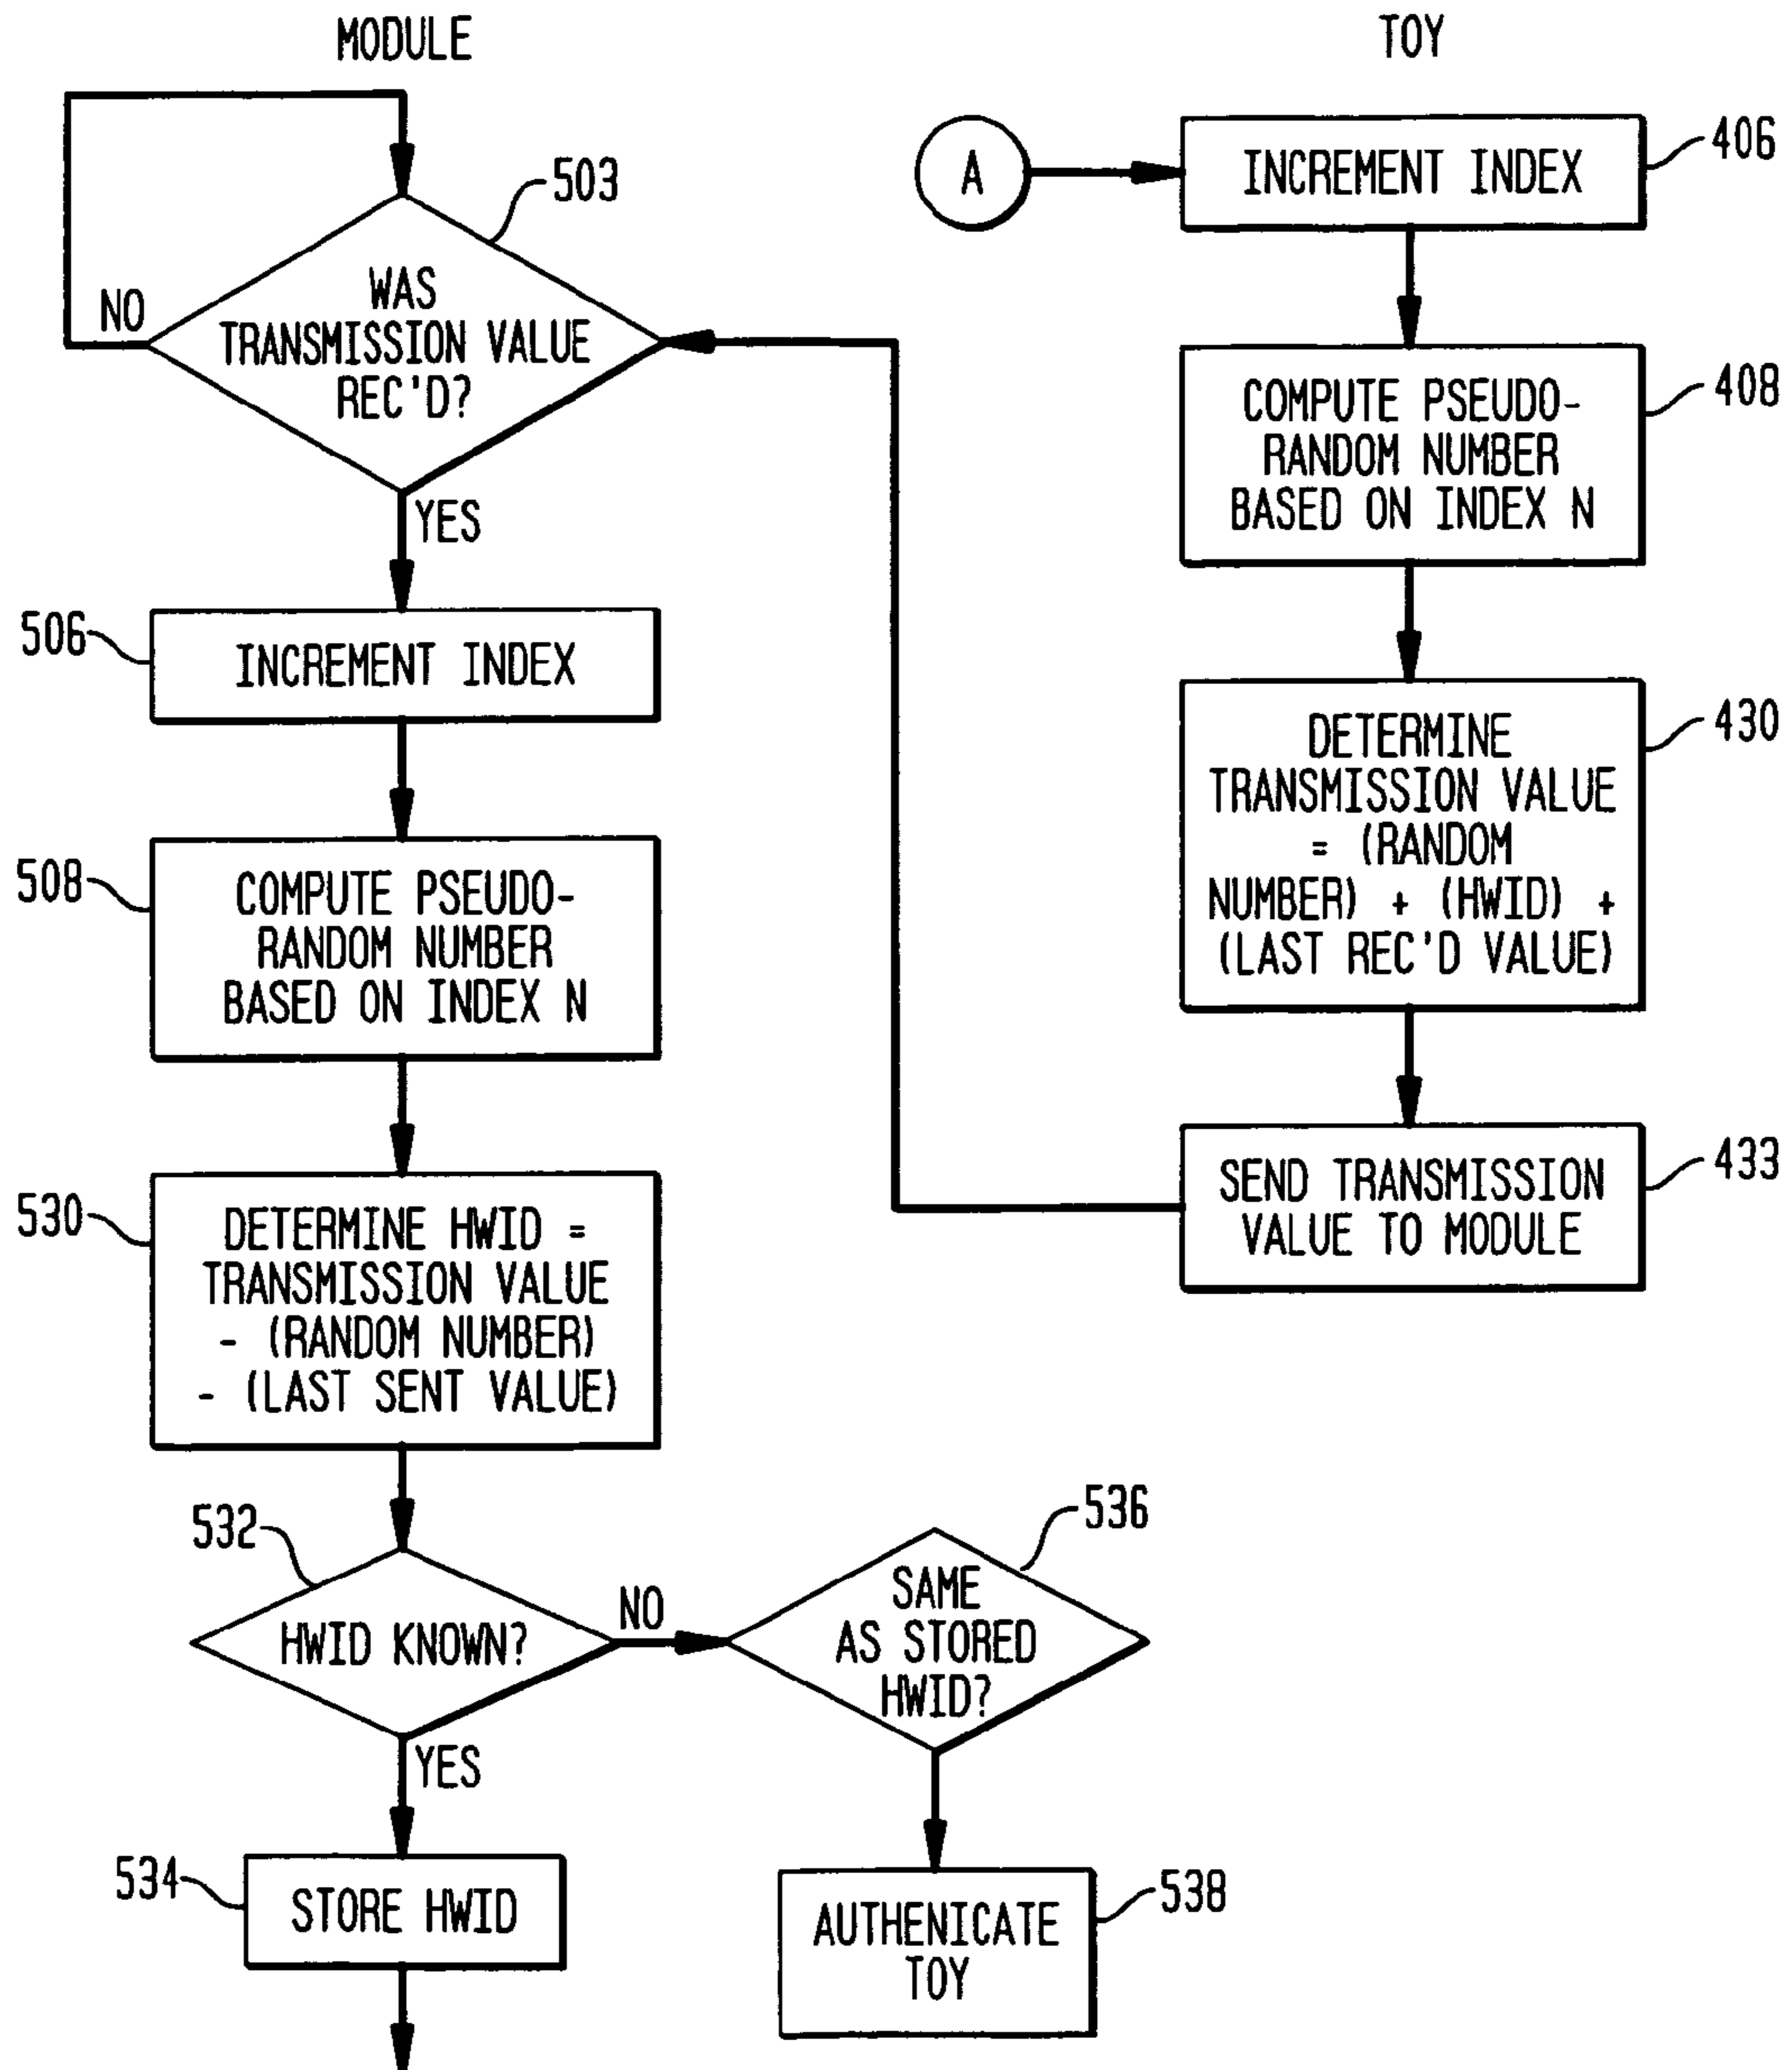 MODULE
503
WAS
TRANSMISSION VALUE
REC'D?
NO
YES
506
INCREMENT INDEX
508
COMPUTE PSEUDO-
RANDOM NUMBER
BASED ON INDEX N
530
DETERMINE HWID =
TRANSMISSION VALUE
- (RANDOM NUMBER)
- (LAST SENT VALUE)
532
HWID KNOWN?
NO
YES
534
STORE HWID
536
SAME
AS STORED
HWID?
538
AUTHENICATE
TOY
TOY
A
406
INCREMENT INDEX
408
COMPUTE PSEUDO-
RANDOM NUMBER
BASED ON INDEX N
430
DETERMINE
TRANSMISSION VALUE
= (RANDOM
NUMBER) + (HWID) +
(LAST REC'D VALUE)
433
SEND TRANSMISSION
VALUE TO MODULE